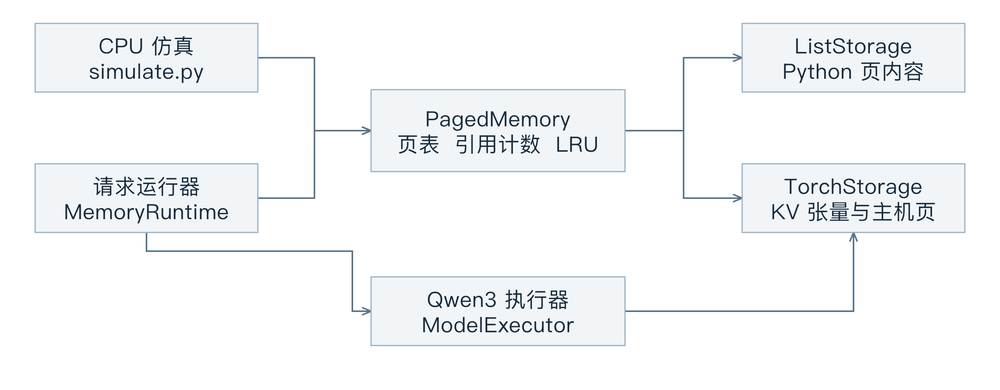 CPU 仿真
simulate.py
ListStorage
Python 页内容
PagedMemory
页表 引用计数 LRU
请求运行器
MemoryRuntime
TorchStorage
KV 张量与主机页
Qwen3 执行器
ModelExecutor